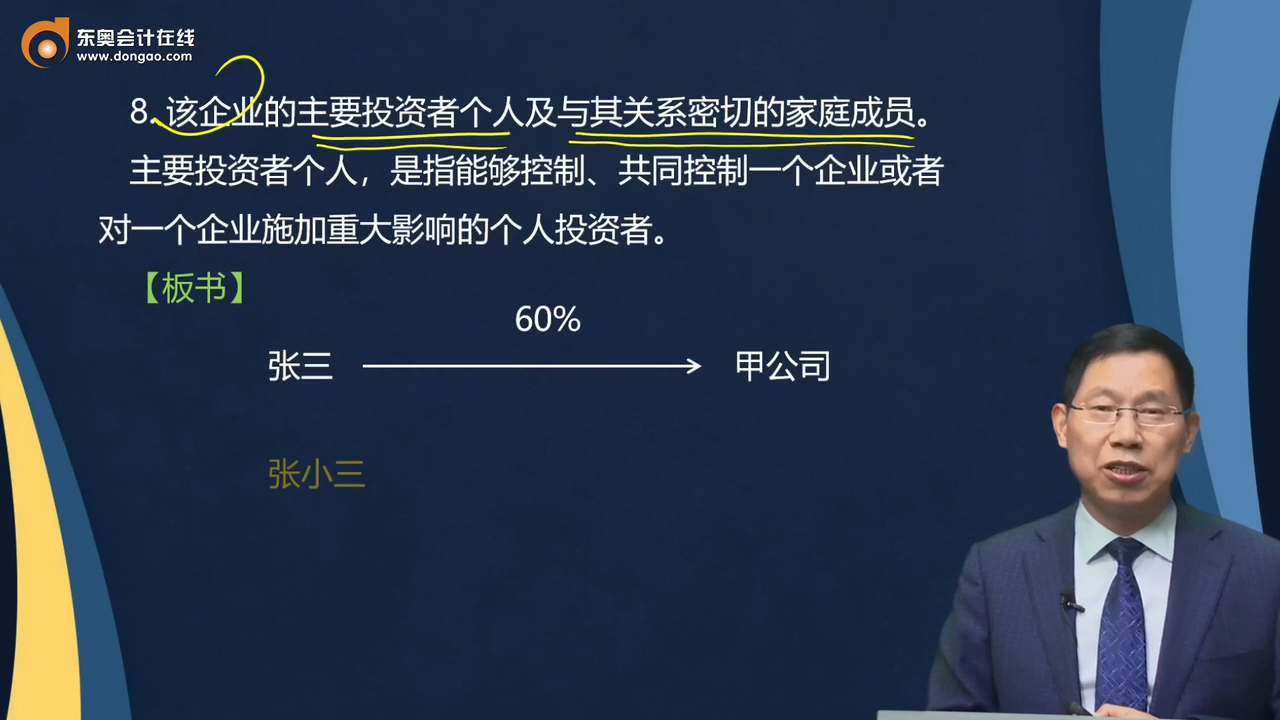 东奥会计在线
www.dongao.com
8.该企业的主要投资者个人及与其关系密切的家庭成员。
主要投资者个人，是指能够控制、共同控制一个企业或者
对一个企业施加重大影响的个人投资者。
【板书】
60%
张三 甲公司
张小三